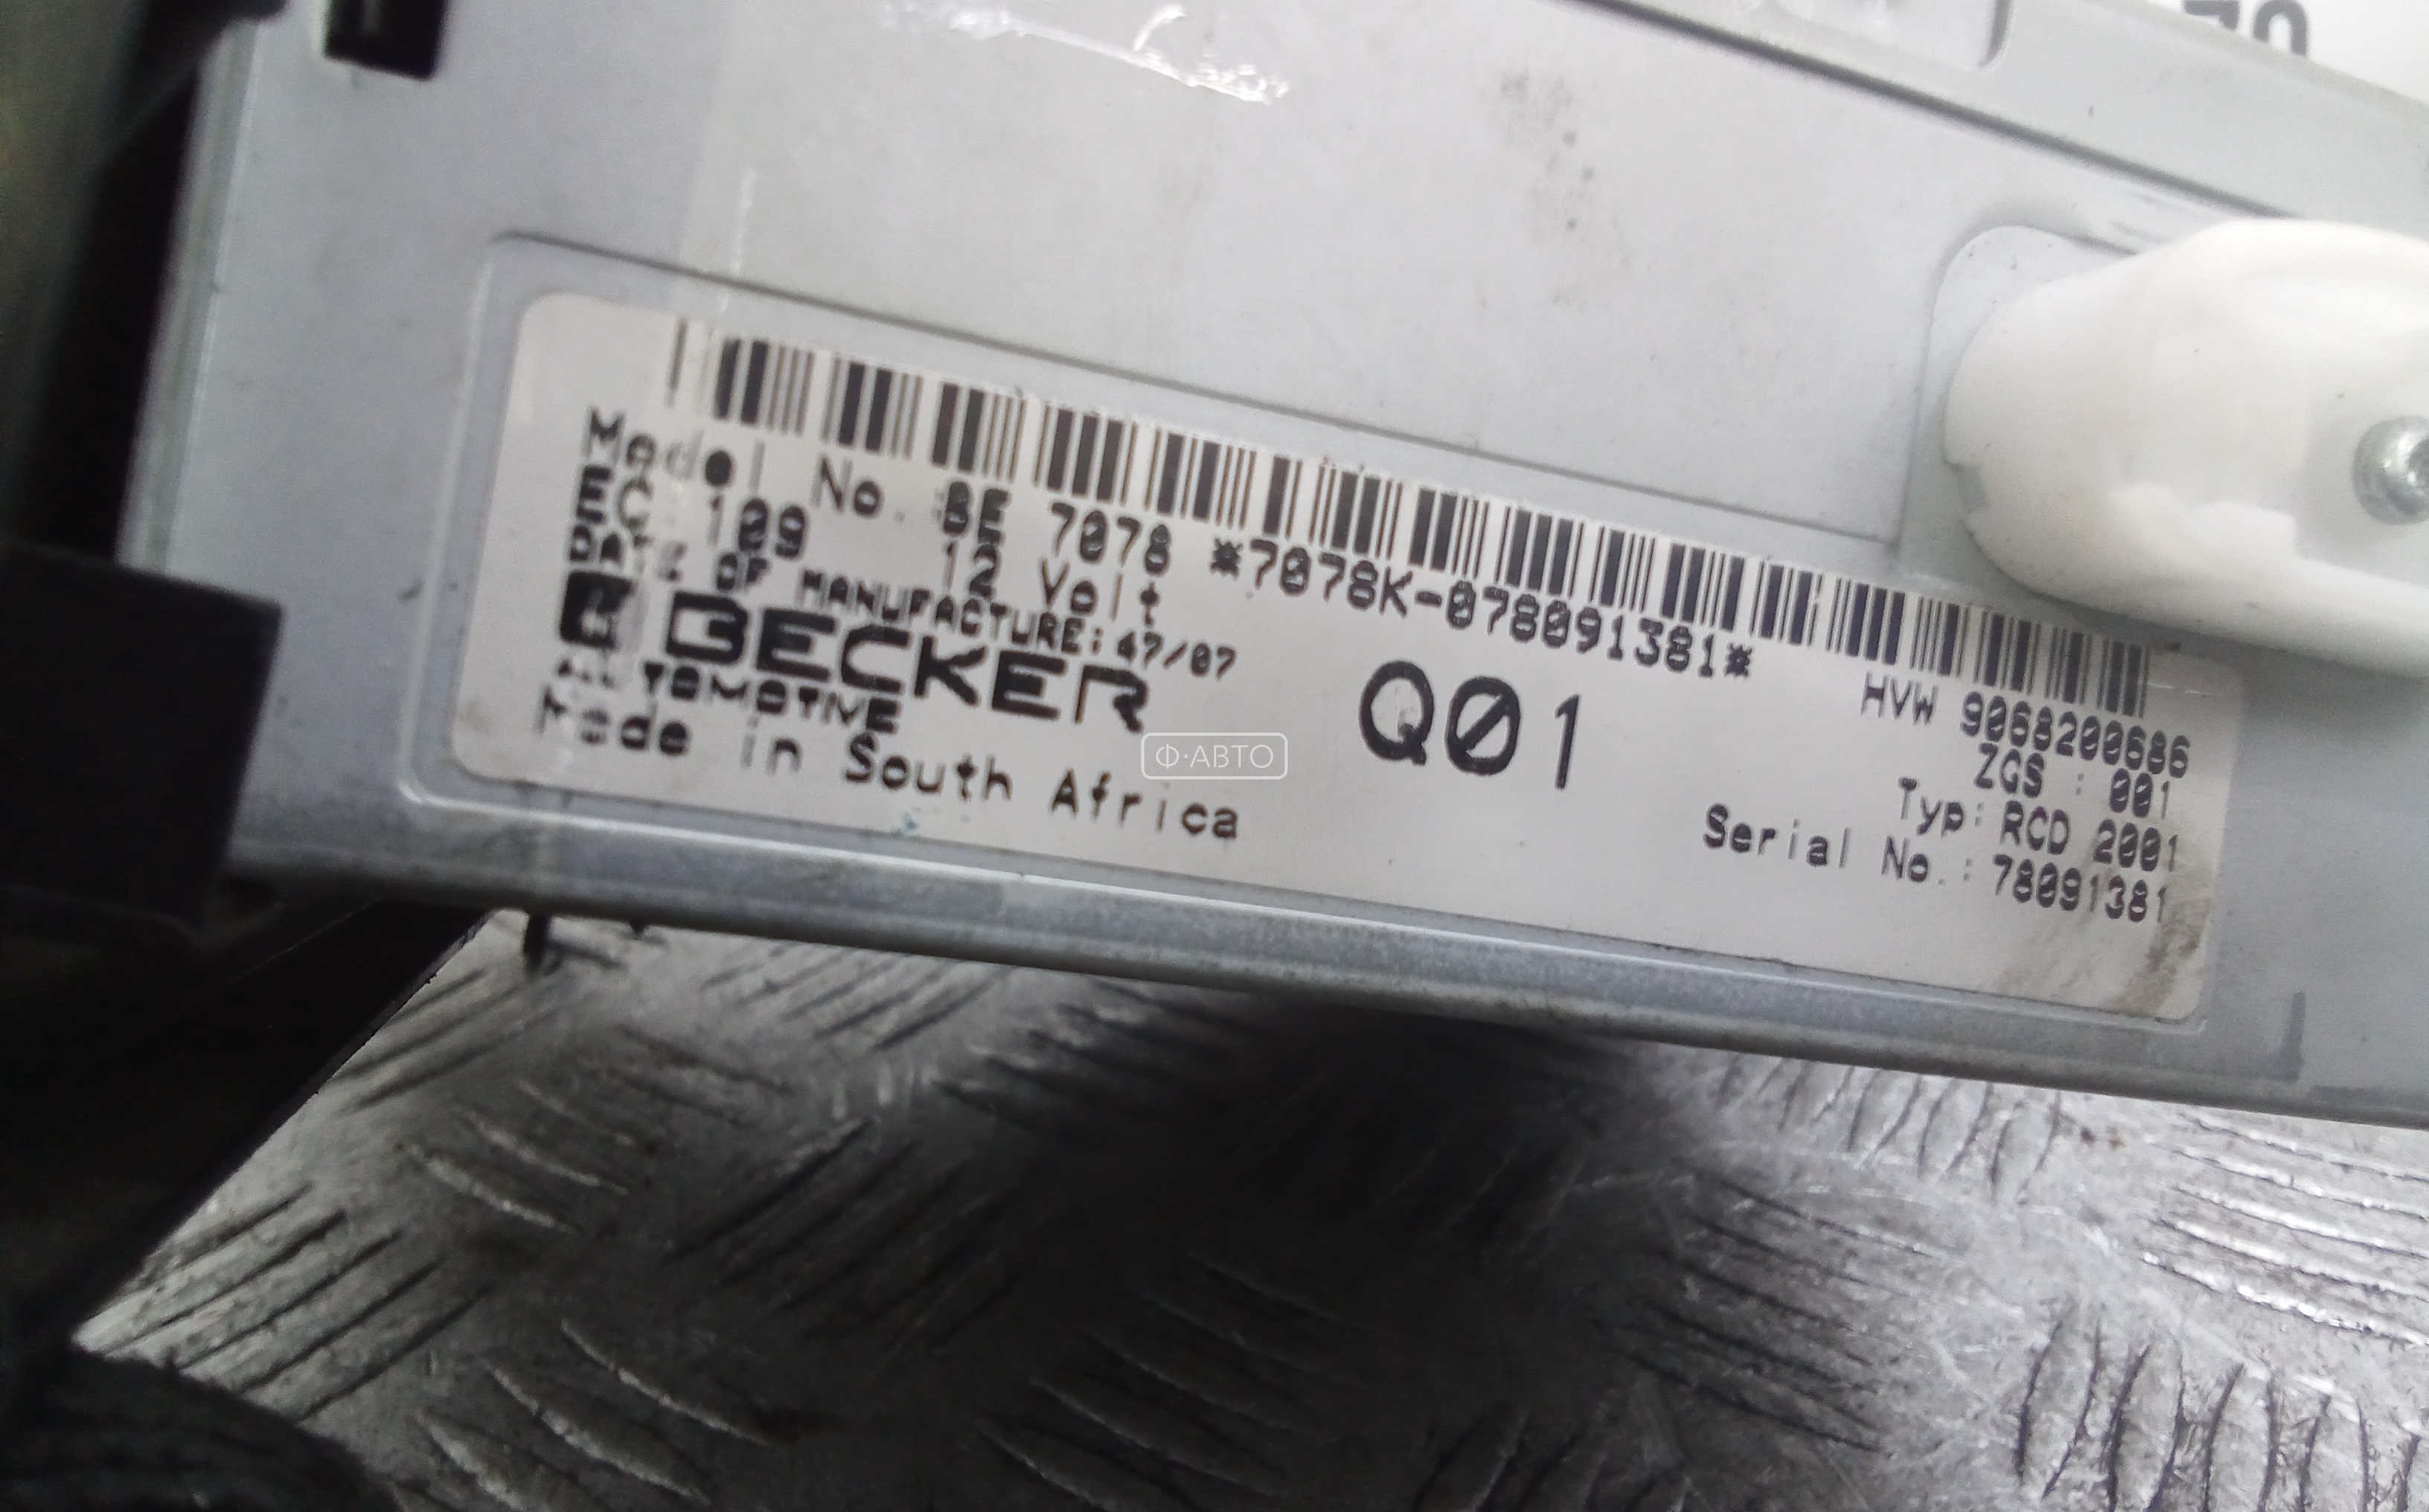 Model No. BE 7078 *7078K-078091381*
EC 109 12 Volt
DATE OF MANUFACTURE: 47/07
BECKER
AUTOMOTIVE
Made in South Africa
Q01
HVW 9068200686
ZGS : 001
Typ: RCD 2001
Serial No.: 78091381
Ф·АВТО